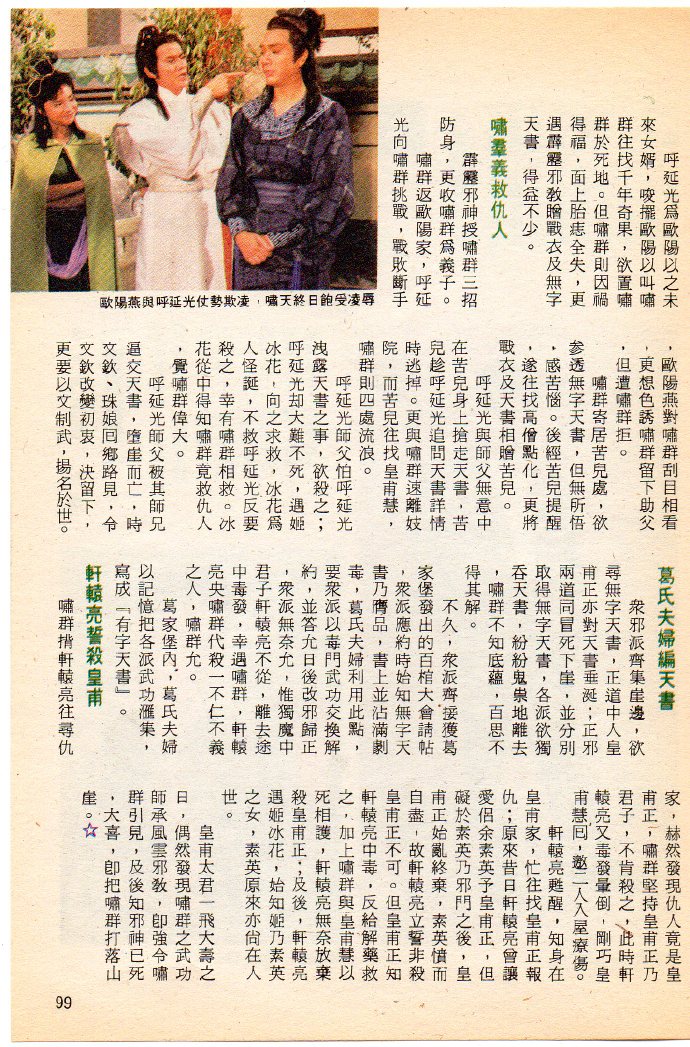 呼延光爲歐陽以之未
來女婿，唆擺歐陽以叫嘯
群往找千年奇果，欲置嘯
群於死地。但嘯群則因禍
得福，面上胎痣全失，更
遇霹靂邪教贈戰衣及無字
天書，得益不少。
嘯羣義救仇人
霹靂邪神授嘯群三招
防身，更收嘯群爲義子。
嘯群返歐陽家，呼延
光向嘯群挑戰，戰敗斷手
歐陽燕與呼延光仗勢欺凌，嘯天終日飽受凌辱
，歐陽燕對嘯群刮目相看
，更想色誘嘯群留下助父
，但遭嘯群拒。
嘯群寄居苦兒處，欲
參透無字天書，但無所悟
，感苦惱。後經苦兒提醒
，遂往找高僧點化，更將
戰衣及天書相贈苦兒。
呼延光與師父無意中
在苦兒身上搶走天書，苦
兒趁呼延光追問天書詳情
時逃掉。更與嘯群速離妓
院，而苦兒往找皇甫慧，
嘯群則四處流浪。
呼延光師父怕呼延光
洩露天書之事，欲殺之；
呼延光却大難不死，遇姬
冰花，向之求救，冰花爲
人怪誕，不救呼延光反要
殺之，幸有嘯群相救。冰
花從中得知嘯群竟救仇人
，覺嘯群偉大。
呼延光師父被其師兄
逼交天書，墮崖而亡，時
文欽、珠娘囘鄉路見，令
文欽改變初衷，決留下，
更要以文制武，揚名於世。
葛氏夫婦編天書
衆邪派齊集崖邊，欲
尋無字天書，正道中人皇
甫正亦對天書垂涎；正邪
兩道同冒死下崖，並分別
取得無字天書，各派欲獨
吞天書，紛紛鬼祟地離去
，嘯群不知底蘊，百思不
得其解。
不久，衆派齊接獲葛
家堡發出的百棺大會請帖
，衆派應約時始知無字天
書乃膺品，書上並沾滿劇
毒，葛氏夫婦利用此點，
要衆派以毒門武功交換解
約，並答允日後改邪歸正
，衆派無奈允，惟獨魔中
君子軒轅亮不從，離去途
中毒發，幸遇嘯群，軒轅
亮央嘯群代殺一不仁不義
之人，嘯群允。
葛家堡內，葛氏夫婦
以記憶把各派武功滙集，
寫成『有字天書』。
軒轅亮誓殺皇甫
嘯群揹軒轅亮往尋仇
家，赫然發現仇人竟是皇
甫正，嘯群堅持皇甫正乃
君子，不肯殺之，此時軒
轅亮又毒發暈倒，剛巧皇
甫慧囘，邀二人入屋療傷。
軒轅亮甦醒，知身在
皇甫家，忙往找皇甫正報
仇；原來昔日軒轅亮曾讓
愛侶余素英予皇甫正，但
礙於素英乃邪門之後，皇
甫正始亂終棄，素英憤而
自盡，故軒轅亮立誓非殺
皇甫正不可。但皇甫正知
軒轅亮中毒，反給解藥救
之，加上嘯群與皇甫慧以
死相護，軒轅亮無奈放棄
殺皇甫正；及後，軒轅亮
遇姬冰花，始知姬乃素英
之女，素英原來亦尙在人
世。
皇甫太君一飛大壽之
日，偶然發現嘯群之武功
師承風雲邪敎，卽強令嘯
群引見，及後知邪神已死
，大喜，卽把嘯群打落山
崖。☆
99